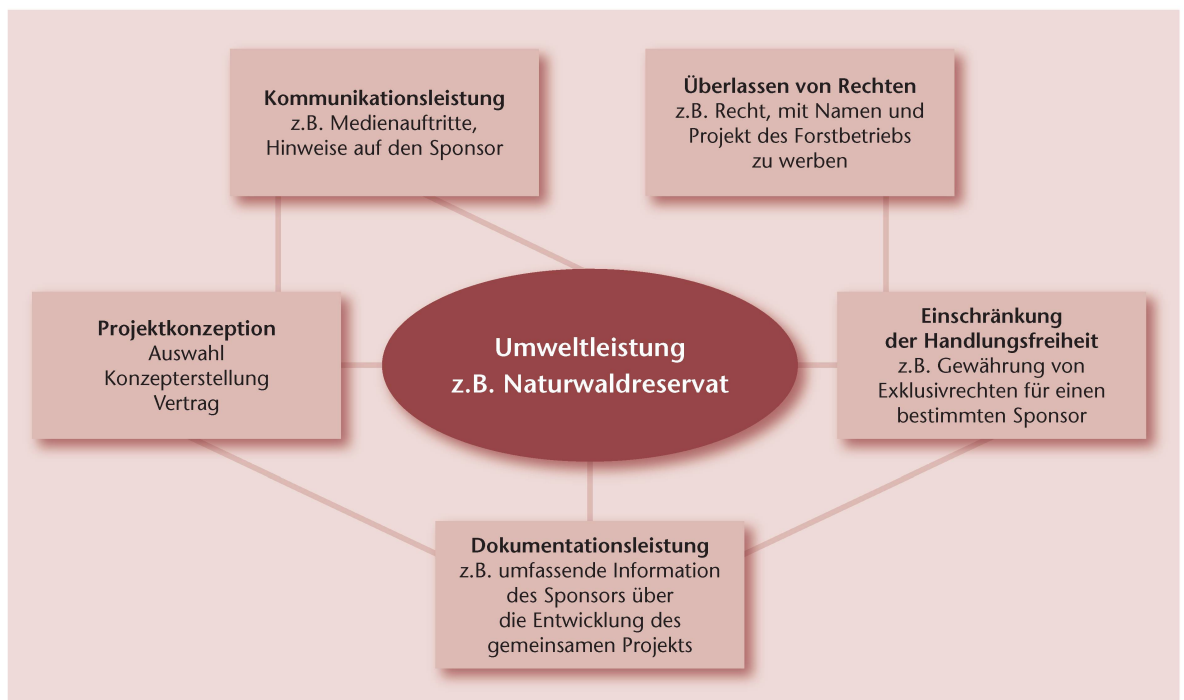 Kommunikationsleistung
z.B. Medienauftritte,
Hinweise auf den Sponsor
Überlassen von Rechten
z.B. Recht, mit Namen und
Projekt des Forstbetriebs
zu werben
Projektkonzeption
Auswahl
Konzepterstellung
Vertrag
Umweltleistung
z.B. Naturwaldreservat
Einschränkung
der Handlungsfreiheit
z.B. Gewährung von
Exklusivrechten für einen
bestimmten Sponsor
Dokumentationsleistung
z.B. umfassende Information
des Sponsors über
die Entwicklung des
gemeinsamen Projekts